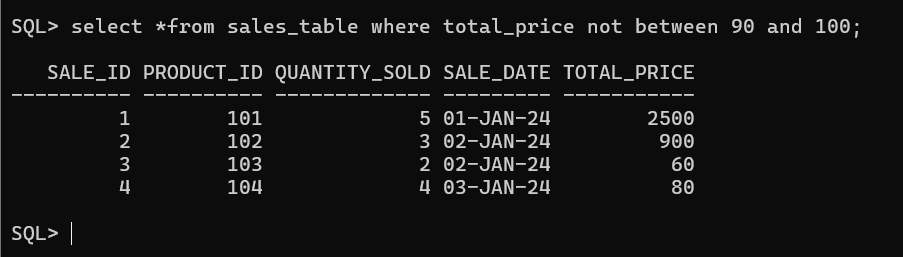 SQL> select *from sales_table where total_price not between 90 and 100;
SALE_ID PRODUCT_ID QUANTITY_SOLD SALE_DATE TOTAL_PRICE
---------- ---------- ------------- --------- -----------
1 101 5 01-JAN-24 2500
2 102 3 02-JAN-24 900
3 103 2 02-JAN-24 60
4 104 4 03-JAN-24 80
SQL>